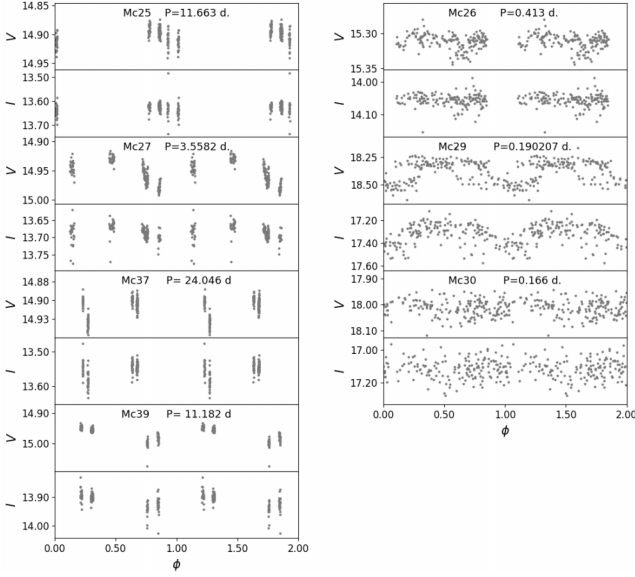 Mc25 P=11.663 d.
14.85
14.90
14.95
V
13.50
13.60
13.70
I
Mc27 P=3.5582 d.
14.90
14.95
15.00
V
13.65
13.70
13.75
I
Mc37 P= 24.046 d
14.88
14.90
14.93
V
13.50
13.60
I
Mc39 P= 11.182 d
14.90
15.00
V
13.90
14.00
I
0.00 0.50 1.00 1.50 2.00
ϕ
Mc26 P=0.413 d.
15.30
15.35
V
14.00
14.10
I
Mc29 P=0.190207 d.
18.25
18.50
V
17.20
17.40
17.60
I
Mc30 P=0.166 d.
17.90
18.00
18.10
V
17.00
17.20
I
0.00 0.50 1.00 1.50 2.00
ϕ